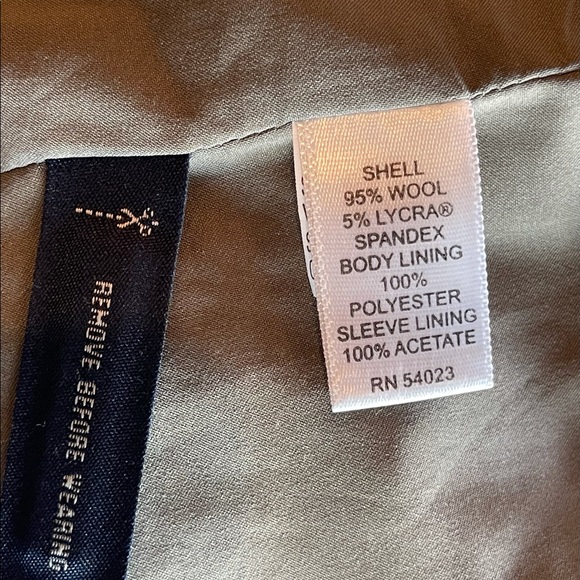 SHELL
95% WOOL
5% LYCRA®
SPANDEX
BODY LINING
100%
POLYESTER
SLEEVE LINING
100% ACETATE
RN 54023
REMOVE BEFORE WEARING